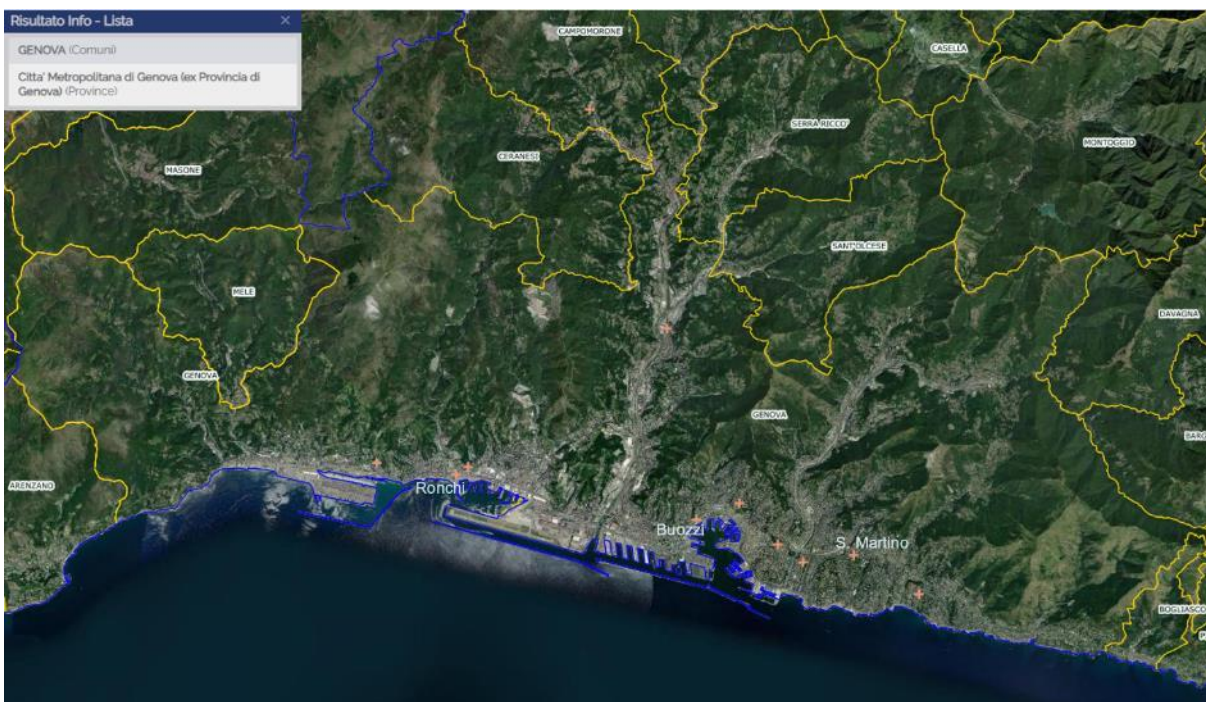 Risultato Info - Lista ×
GENOVA (Comuni)
Citta' Metropolitana di Genova (ex Provincia di
Genova) (Province)
CAMPOMORONE
CASELLA
SERRA RICCO'
MONTOGGIO
CERANESI
MASONE
SANT'OLCESE
MELE
DAVAGNA
GENOVA
GENOVA
BARG
ARENZANO
Ronchi
Buozzi
S. Martino
BOGLIASCO
P